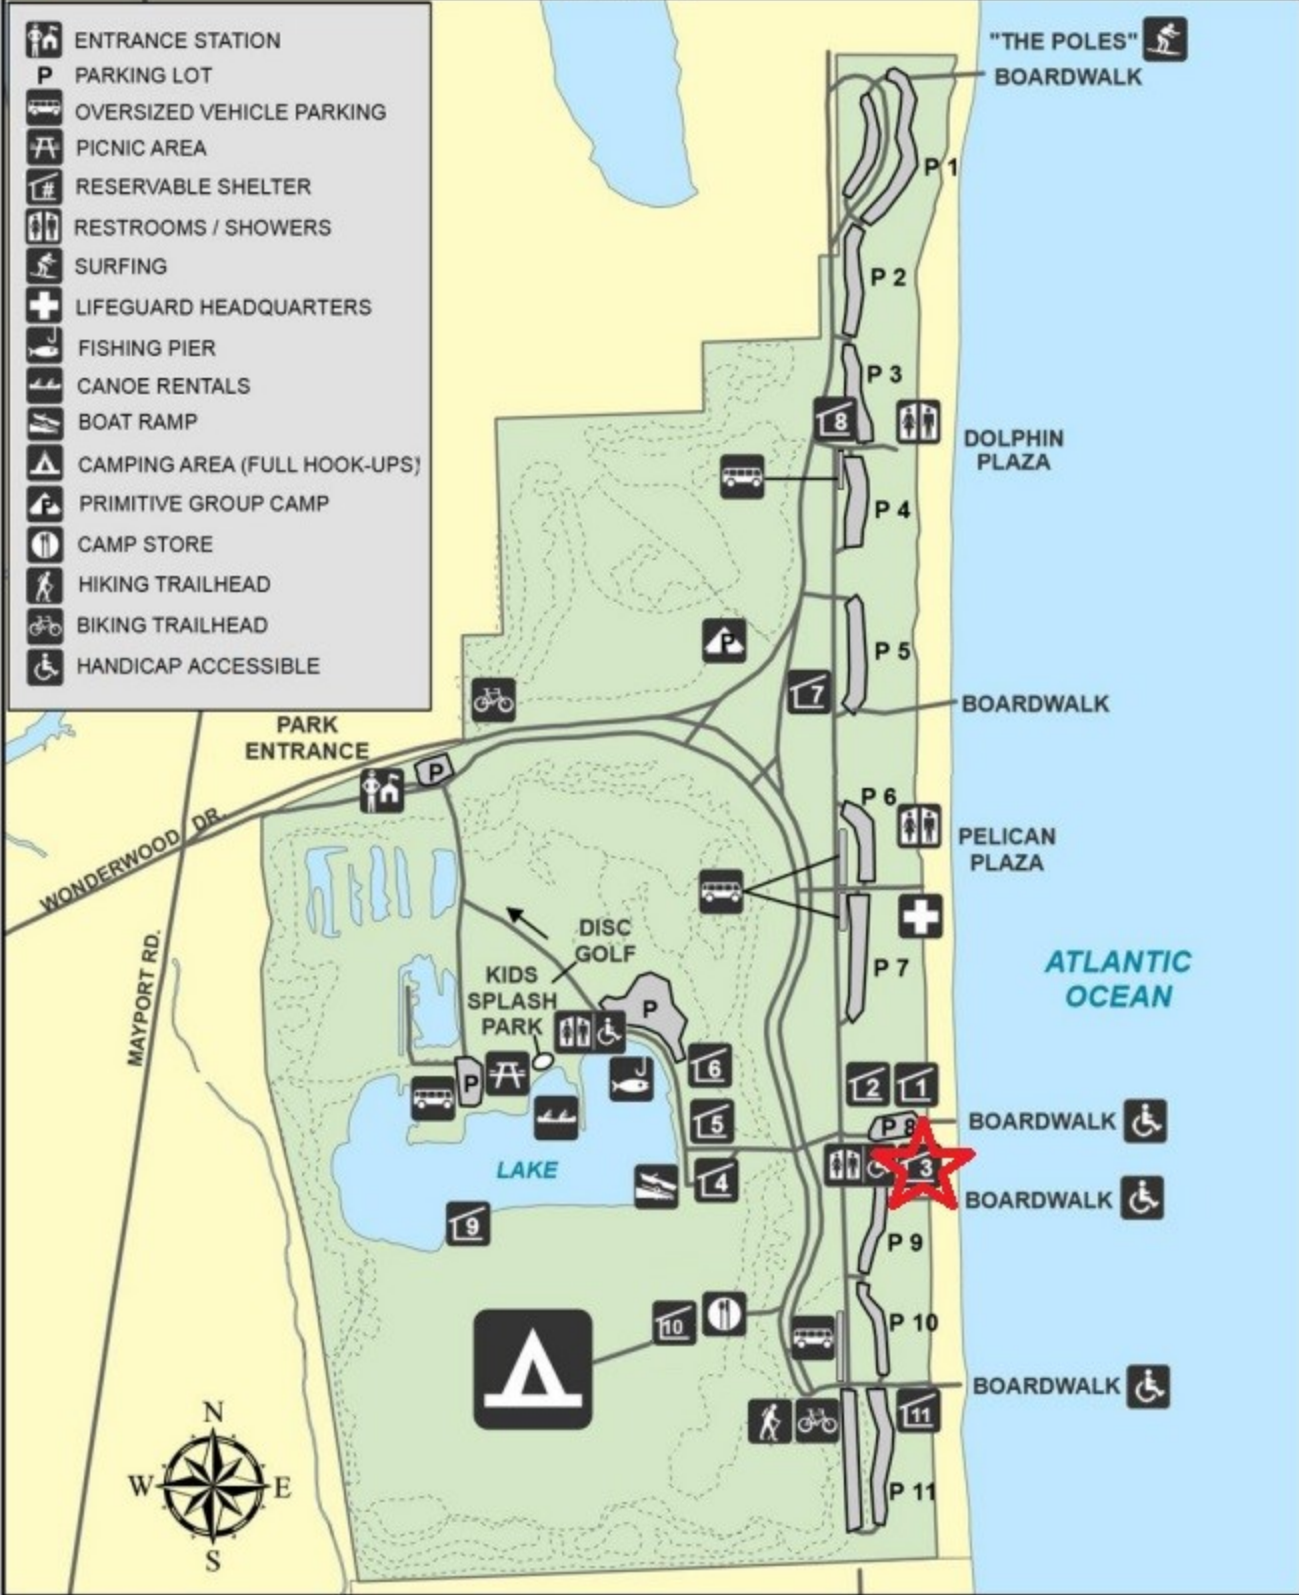 ENTRANCE STATION
P PARKING LOT
OVERSIZED VEHICLE PARKING
PICNIC AREA
# RESERVABLE SHELTER
RESTROOMS / SHOWERS
SURFING
LIFEGUARD HEADQUARTERS
FISHING PIER
CANOE RENTALS
BOAT RAMP
CAMPING AREA (FULL HOOK-UPS)
P PRIMITIVE GROUP CAMP
CAMP STORE
HIKING TRAILHEAD
BIKING TRAILHEAD
HANDICAP ACCESSIBLE
"THE POLES"
BOARDWALK
P 1
P 2
P 3
8
DOLPHIN
PLAZA
P 4
P
P 5
7
BOARDWALK
PARK
ENTRANCE
P
P 6
PELICAN
PLAZA
WONDERWOOD DR.
MAYPORT RD.
DISC
GOLF
KIDS
SPLASH
PARK
P
P 7
ATLANTIC
OCEAN
6
P
2
1
5
P 8
BOARDWALK
LAKE
4
3
BOARDWALK
9
P 9
10
P 10
BOARDWALK
11
P 11
N
W
E
S